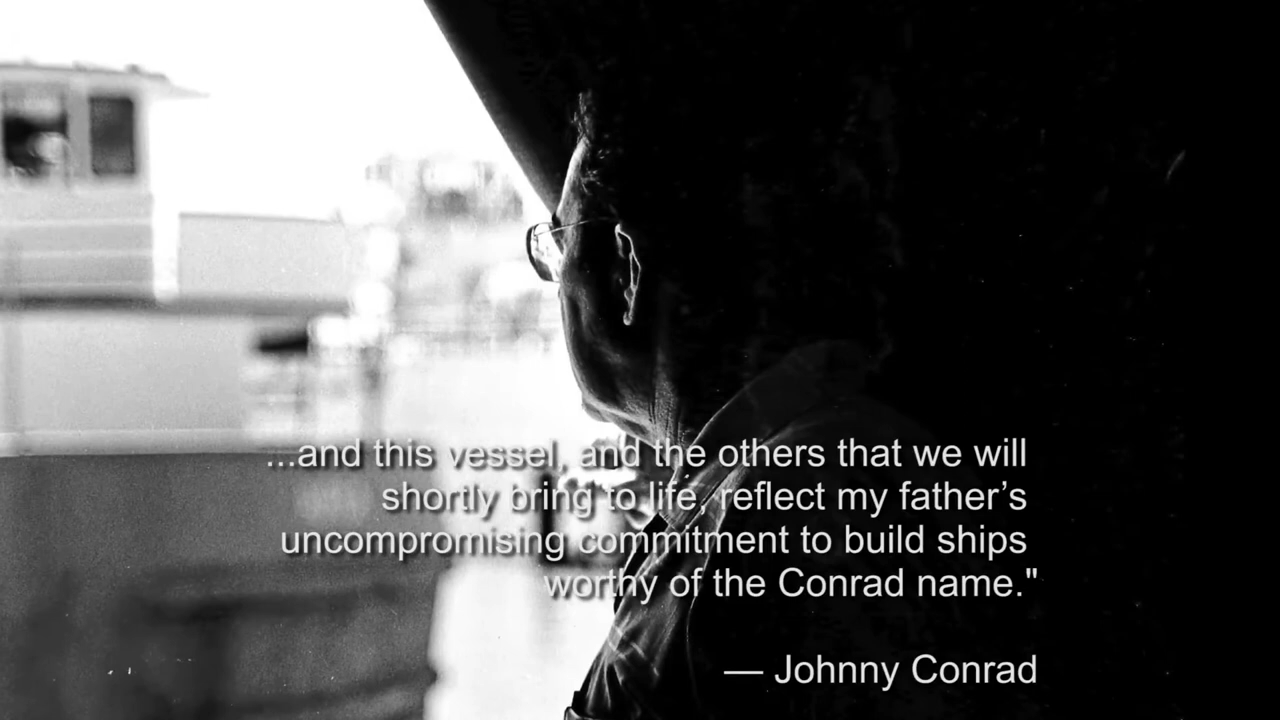 ...and this vessel, and the others that we will
shortly bring to life, reflect my father’s
uncompromising commitment to build ships
worthy of the Conrad name."
— Johnny Conrad